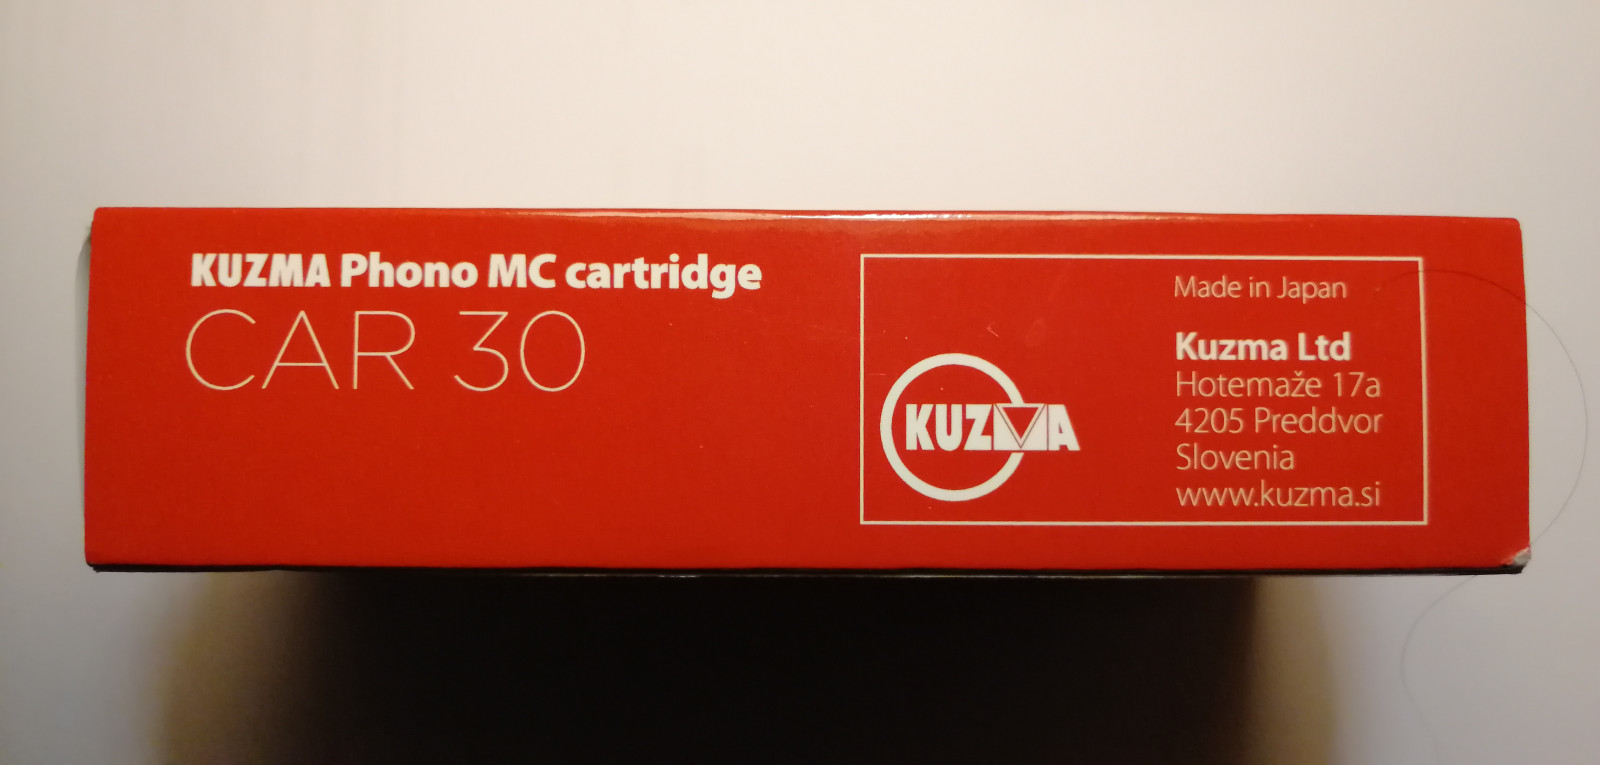 KUZMA Phono MC cartridge
CAR 30
KUZMA
Made in Japan
Kuzma Ltd
Hotemaže 17a
4205 Preddvor
Slovenia
www.kuzma.si